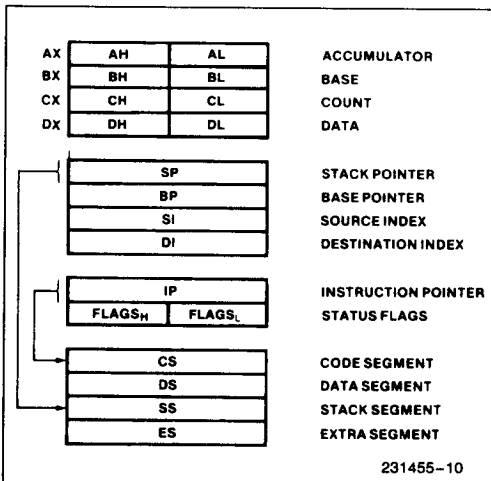 AX AH AL ACCUMULATOR
BX BH BL BASE
CX CH CL COUNT
DX DH DL DATA
SP STACK POINTER
BP BASE POINTER
SI SOURCE INDEX
DI DESTINATION INDEX
IP INSTRUCTION POINTER
FLAGSH FLAGSL STATUS FLAGS
CS CODE SEGMENT
DS DATA SEGMENT
SS STACK SEGMENT
ES EXTRA SEGMENT
231455-10